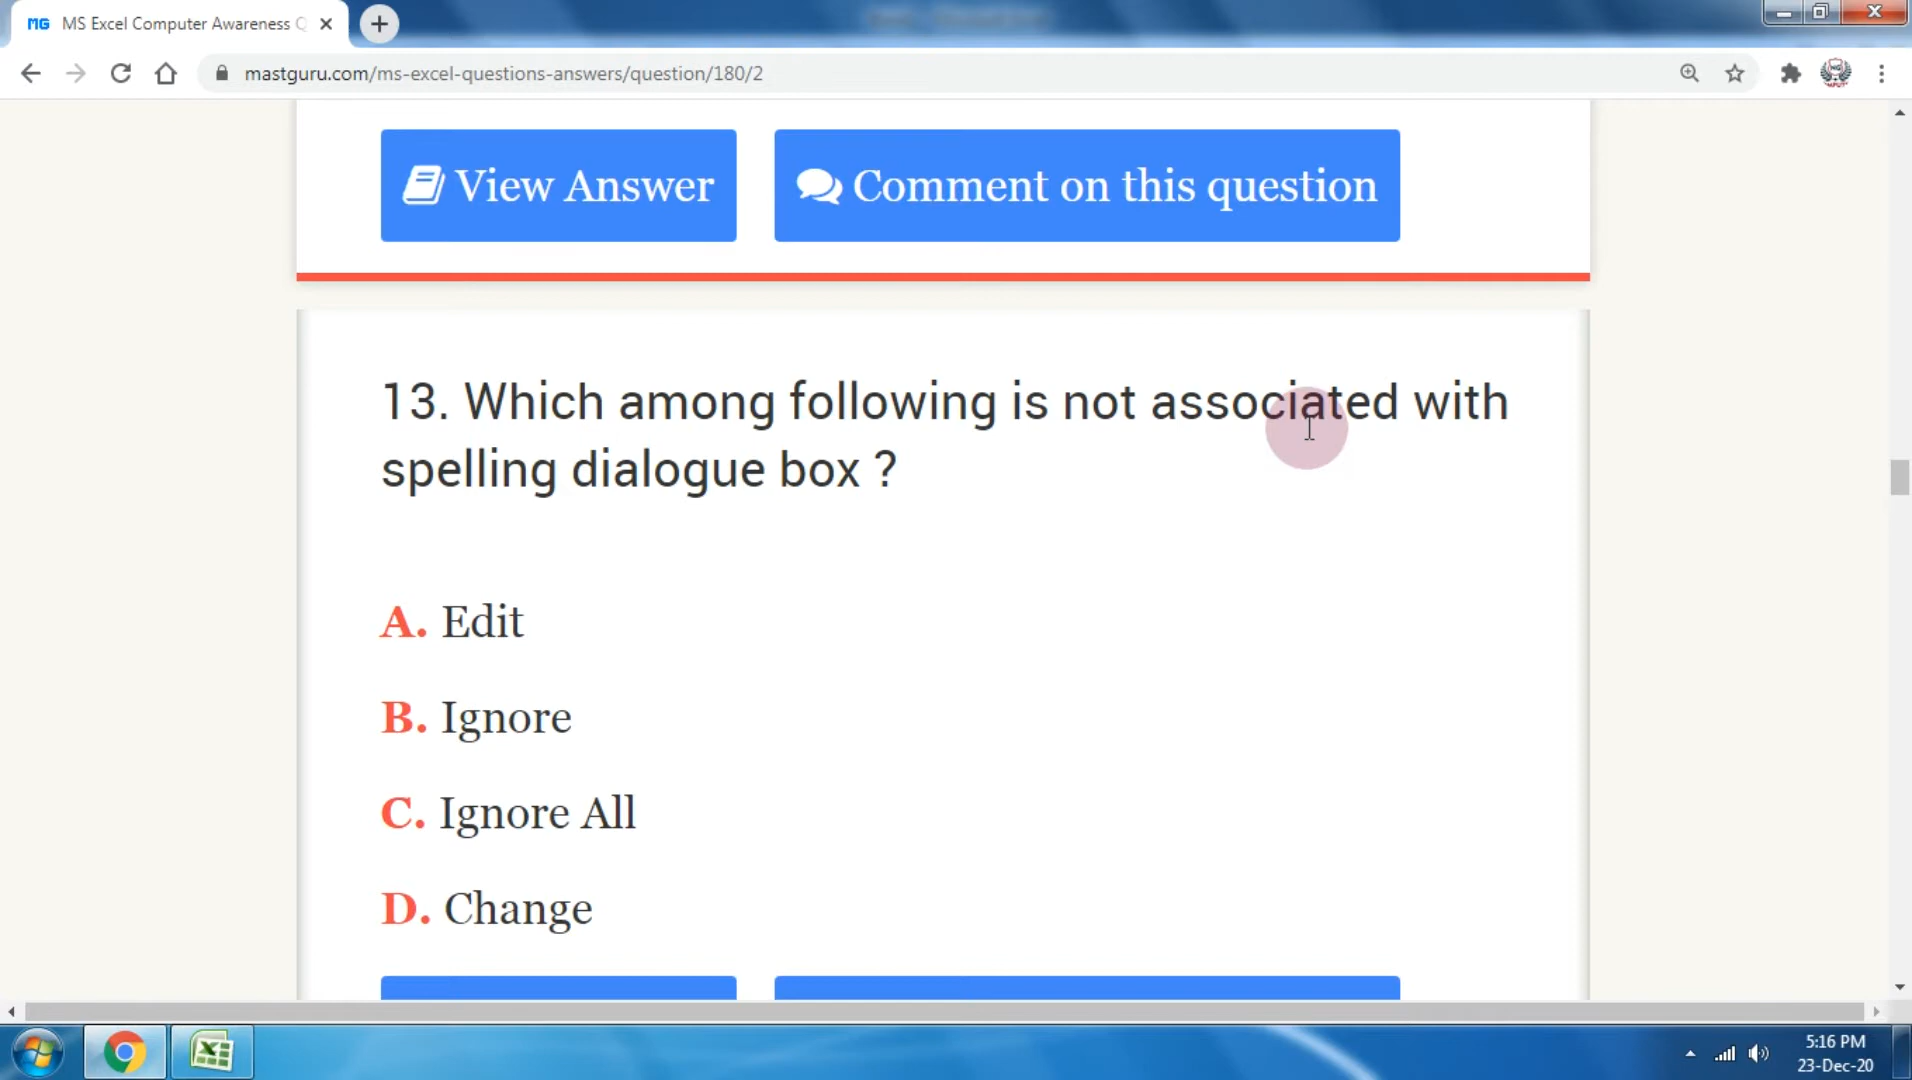 MG MS Excel Computer Awareness Q
mastguru.com/ms-excel-questions-answers/question/180/2
View Answer
Comment on this question
13. Which among following is not associated with
spelling dialogue box ?
A. Edit
B. Ignore
C. Ignore All
D. Change
5:16 PM
23-Dec-20